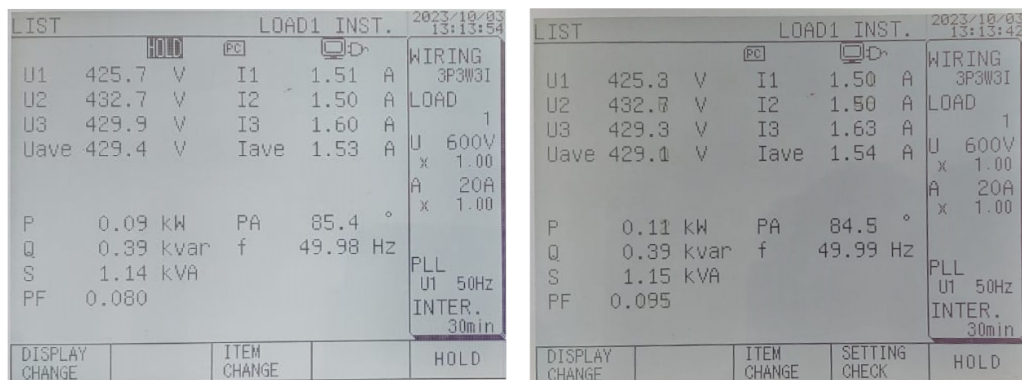 LIST LOAD1 INST. 2023/10/03
13:13:54
HOLD PC
WIRING
3P3W3I
U1 425.7 V I1 1.51 A
U2 432.7 V I2 1.50 A
LOAD
1
U3 429.9 V I3 1.60 A
Uave 429.4 V Iave 1.53 A
U 600V
x 1.00
A 20A
x 1.00
P 0.09 kW PA 85.4 °
Q 0.39 kvar f 49.98 Hz
S 1.14 kVA
PF 0.080
PLL
U1 50Hz
INTER.
30min
DISPLAY CHANGE
ITEM CHANGE
HOLD
LIST LOAD1 INST. 2023/10/03
13:13:42
PC
WIRING
3P3W3I
U1 425.3 V I1 1.50 A
U2 432.7 V I2 1.50 A
LOAD
1
U3 429.3 V I3 1.63 A
Uave 429.1 V Iave 1.54 A
U 600V
x 1.00
A 20A
x 1.00
P 0.11 kW PA 84.5 °
Q 0.39 kvar f 49.99 Hz
S 1.15 kVA
PF 0.095
PLL
U1 50Hz
INTER.
30min
DISPLAY CHANGE
ITEM CHANGE
SETTING CHECK
HOLD